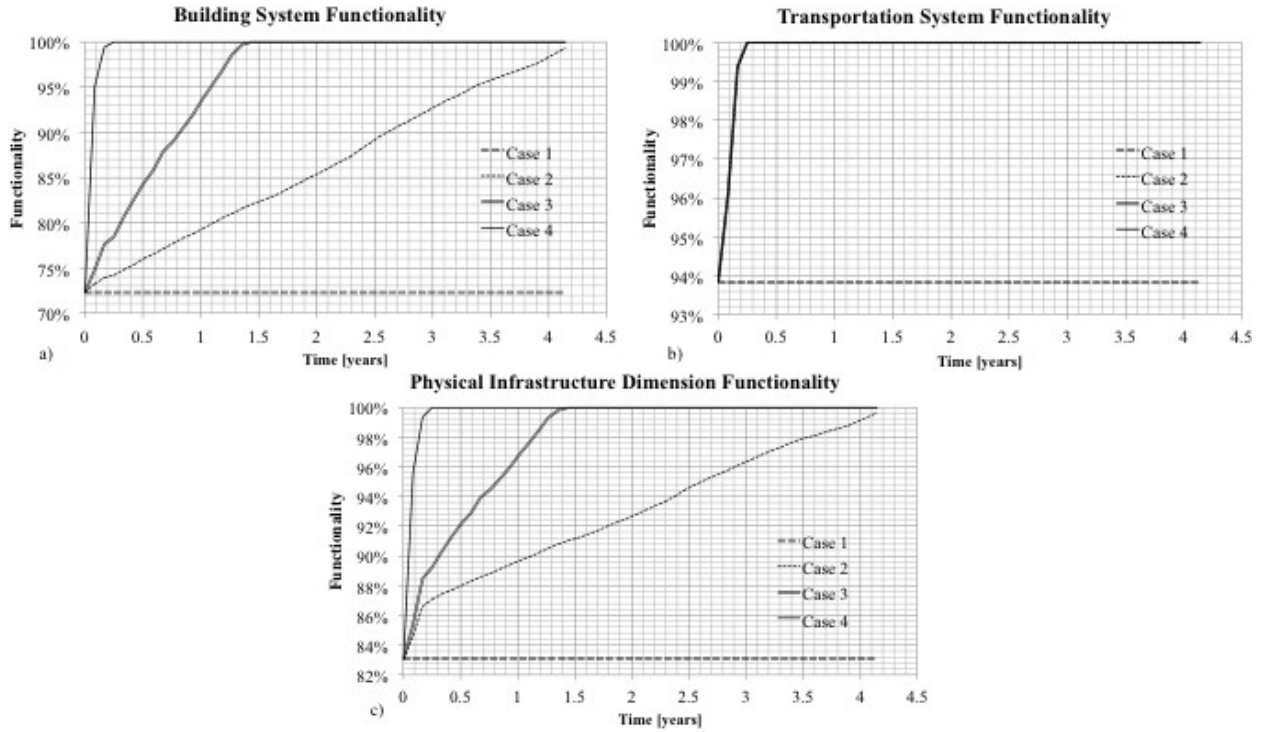 Building System Functionality
100%
95%
90%
85%
80%
75%
70%
Functionality
Case 1
Case 2
Case 3
Case 4
0 0.5 1 1.5 2 2.5 3 3.5 4 4.5
Time [years]
a)
Transportation System Functionality
100%
99%
98%
97%
96%
95%
94%
93%
Functionality
Case 1
Case 2
Case 3
Case 4
0 0.5 1 1.5 2 2.5 3 3.5 4 4.5
Time [years]
b)
Physical Infrastructure Dimension Functionality
100%
98%
96%
94%
92%
90%
88%
86%
84%
82%
Functionality
Case 1
Case 2
Case 3
Case 4
0 0.5 1 1.5 2 2.5 3 3.5 4 4.5
Time [years]
c)